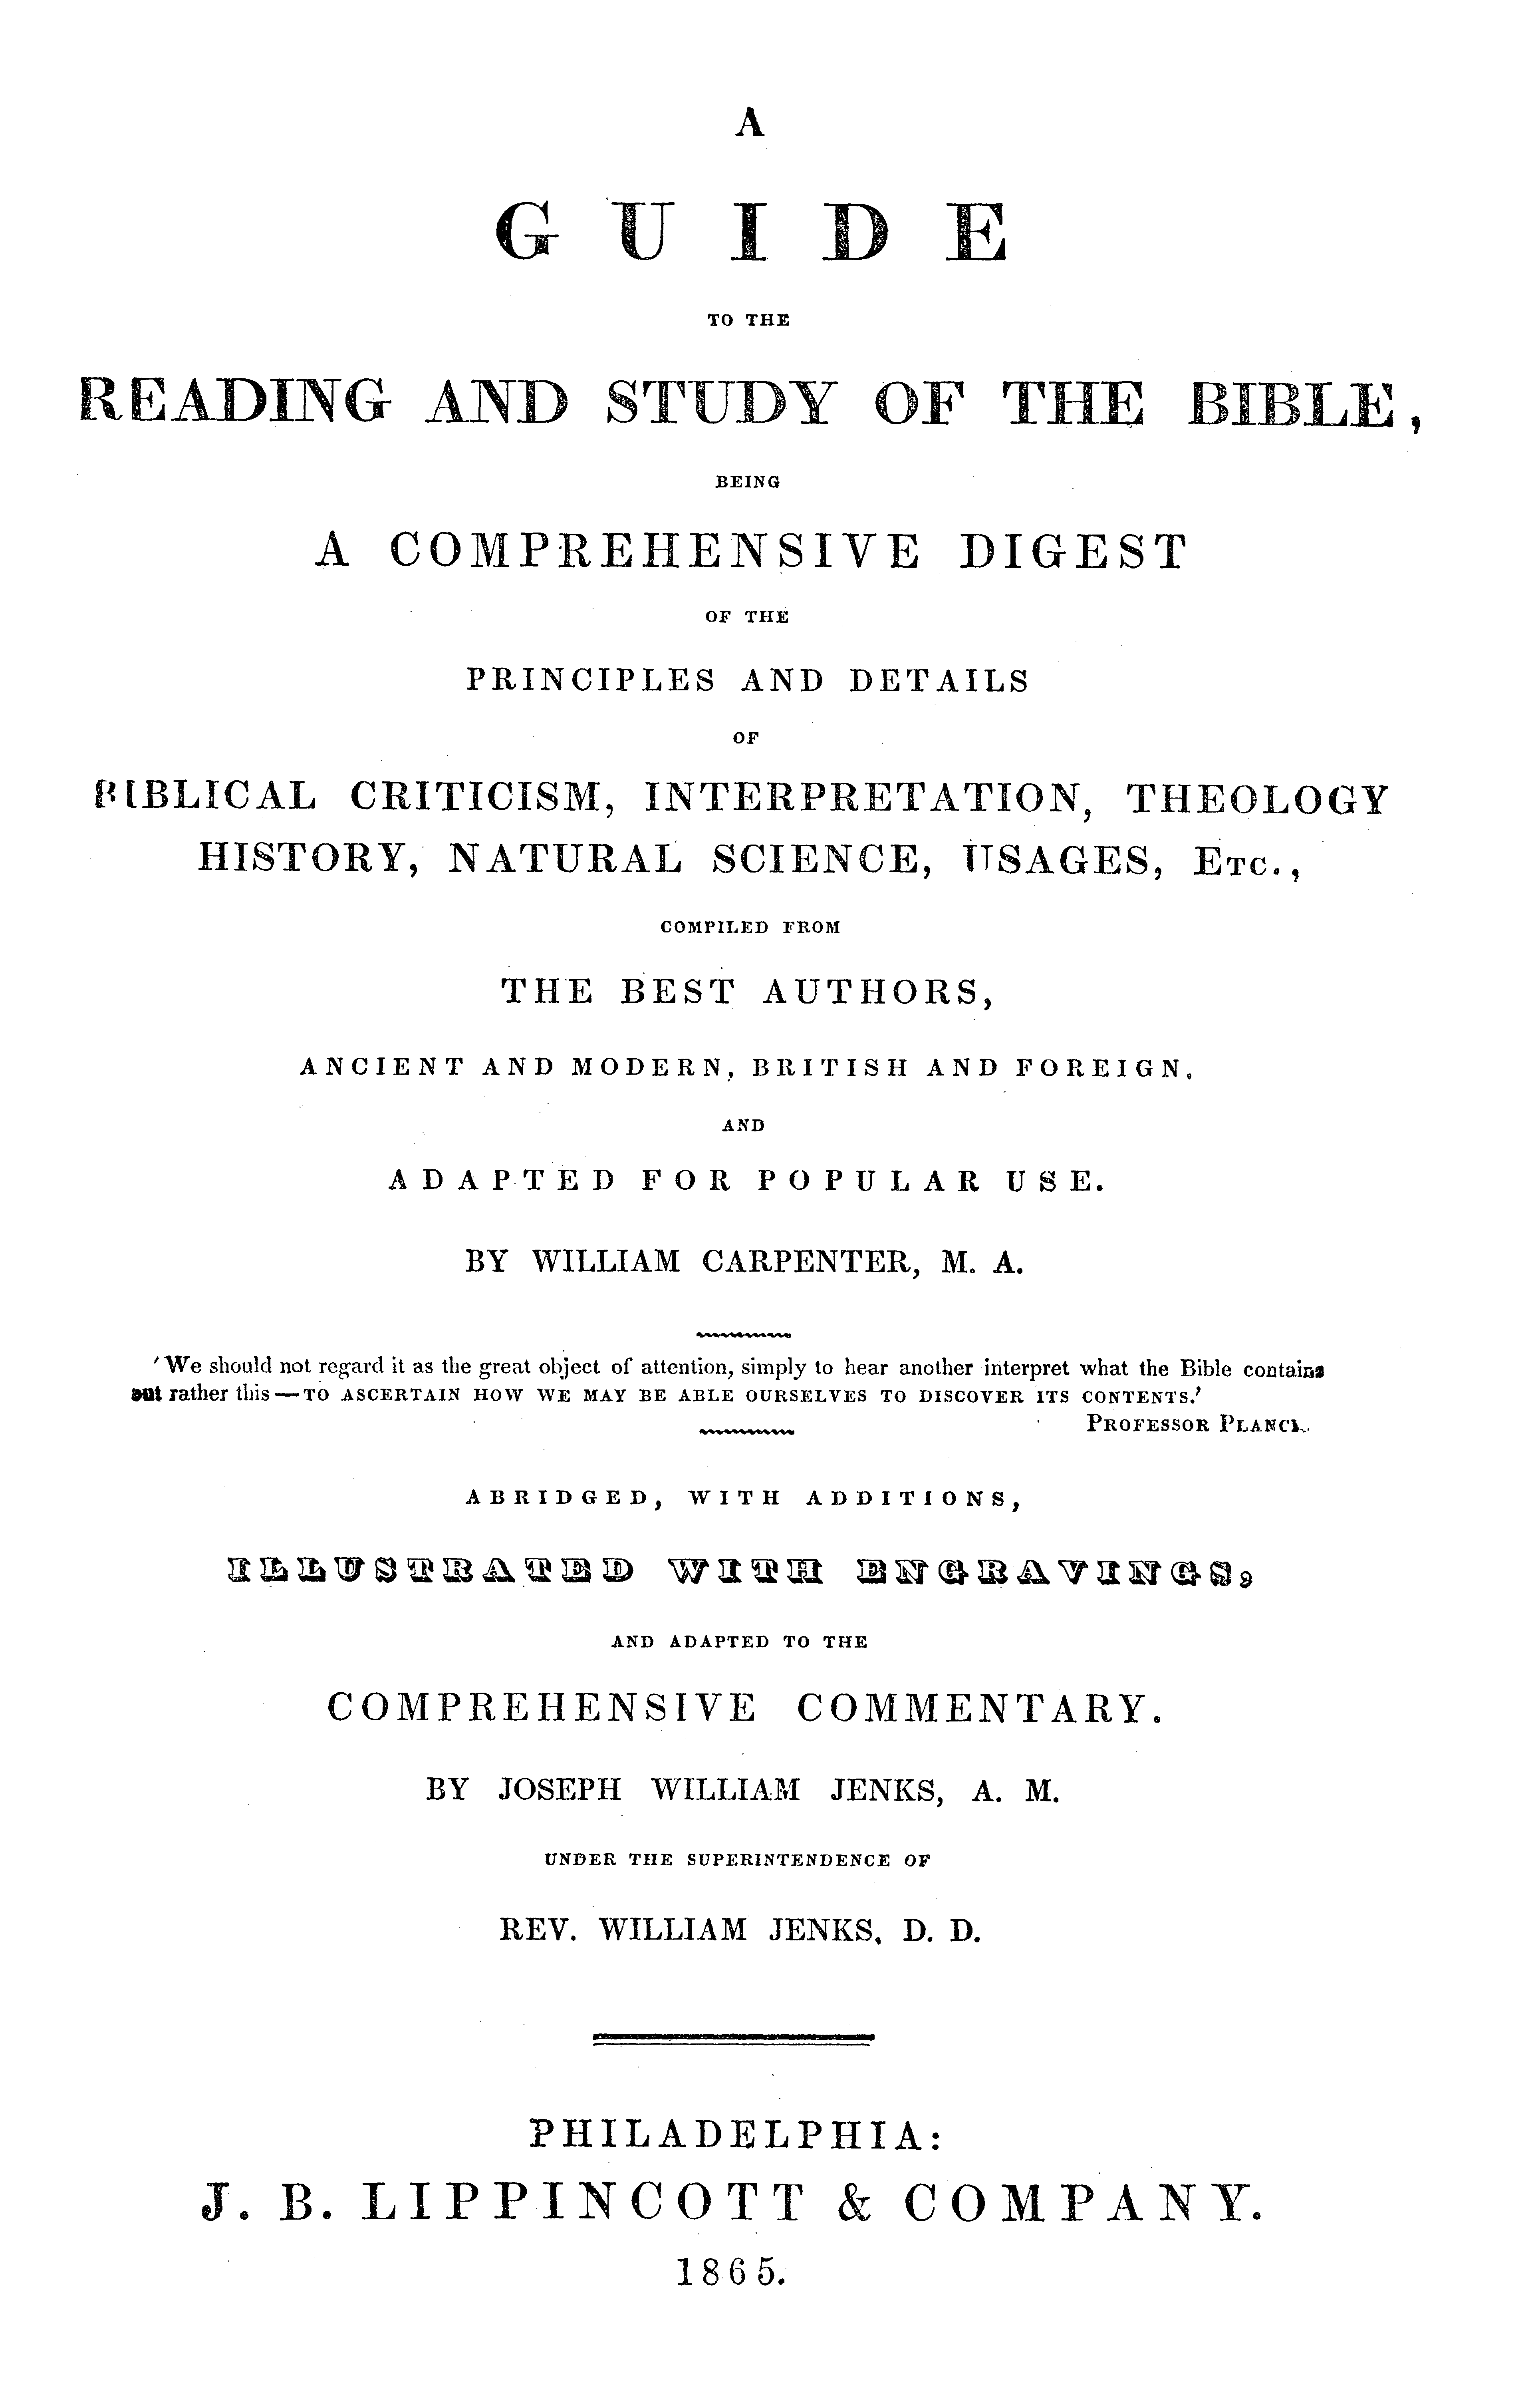 A
GUIDE
TO THE
READING AND STUDY OF THE BIBLE,
BEING
A COMPREHENSIVE DIGEST
OF THE
PRINCIPLES AND DETAILS
OF
BIBLICAL CRITICISM, INTERPRETATION, THEOLOGY
HISTORY, NATURAL SCIENCE, USAGES, ETC.,
COMPILED FROM
THE BEST AUTHORS,
ANCIENT AND MODERN, BRITISH AND FOREIGN,
AND
ADAPTED FOR POPULAR USE.
BY WILLIAM CARPENTER, M. A.
'We should not regard it as the great object of attention, simply to hear another interpret what the Bible contains
but rather this — TO ASCERTAIN HOW WE MAY BE ABLE OURSELVES TO DISCOVER ITS CONTENTS.'
PROFESSOR PLANCK.
ABRIDGED, WITH ADDITIONS,
ILLUSTRATED WITH ENGRAVINGS,
AND ADAPTED TO THE
COMPREHENSIVE COMMENTARY.
BY JOSEPH WILLIAM JENKS, A. M.
UNDER THE SUPERINTENDENCE OF
REV. WILLIAM JENKS, D. D.
PHILADELPHIA:
J. B. LIPPINCOTT & COMPANY.
1865.